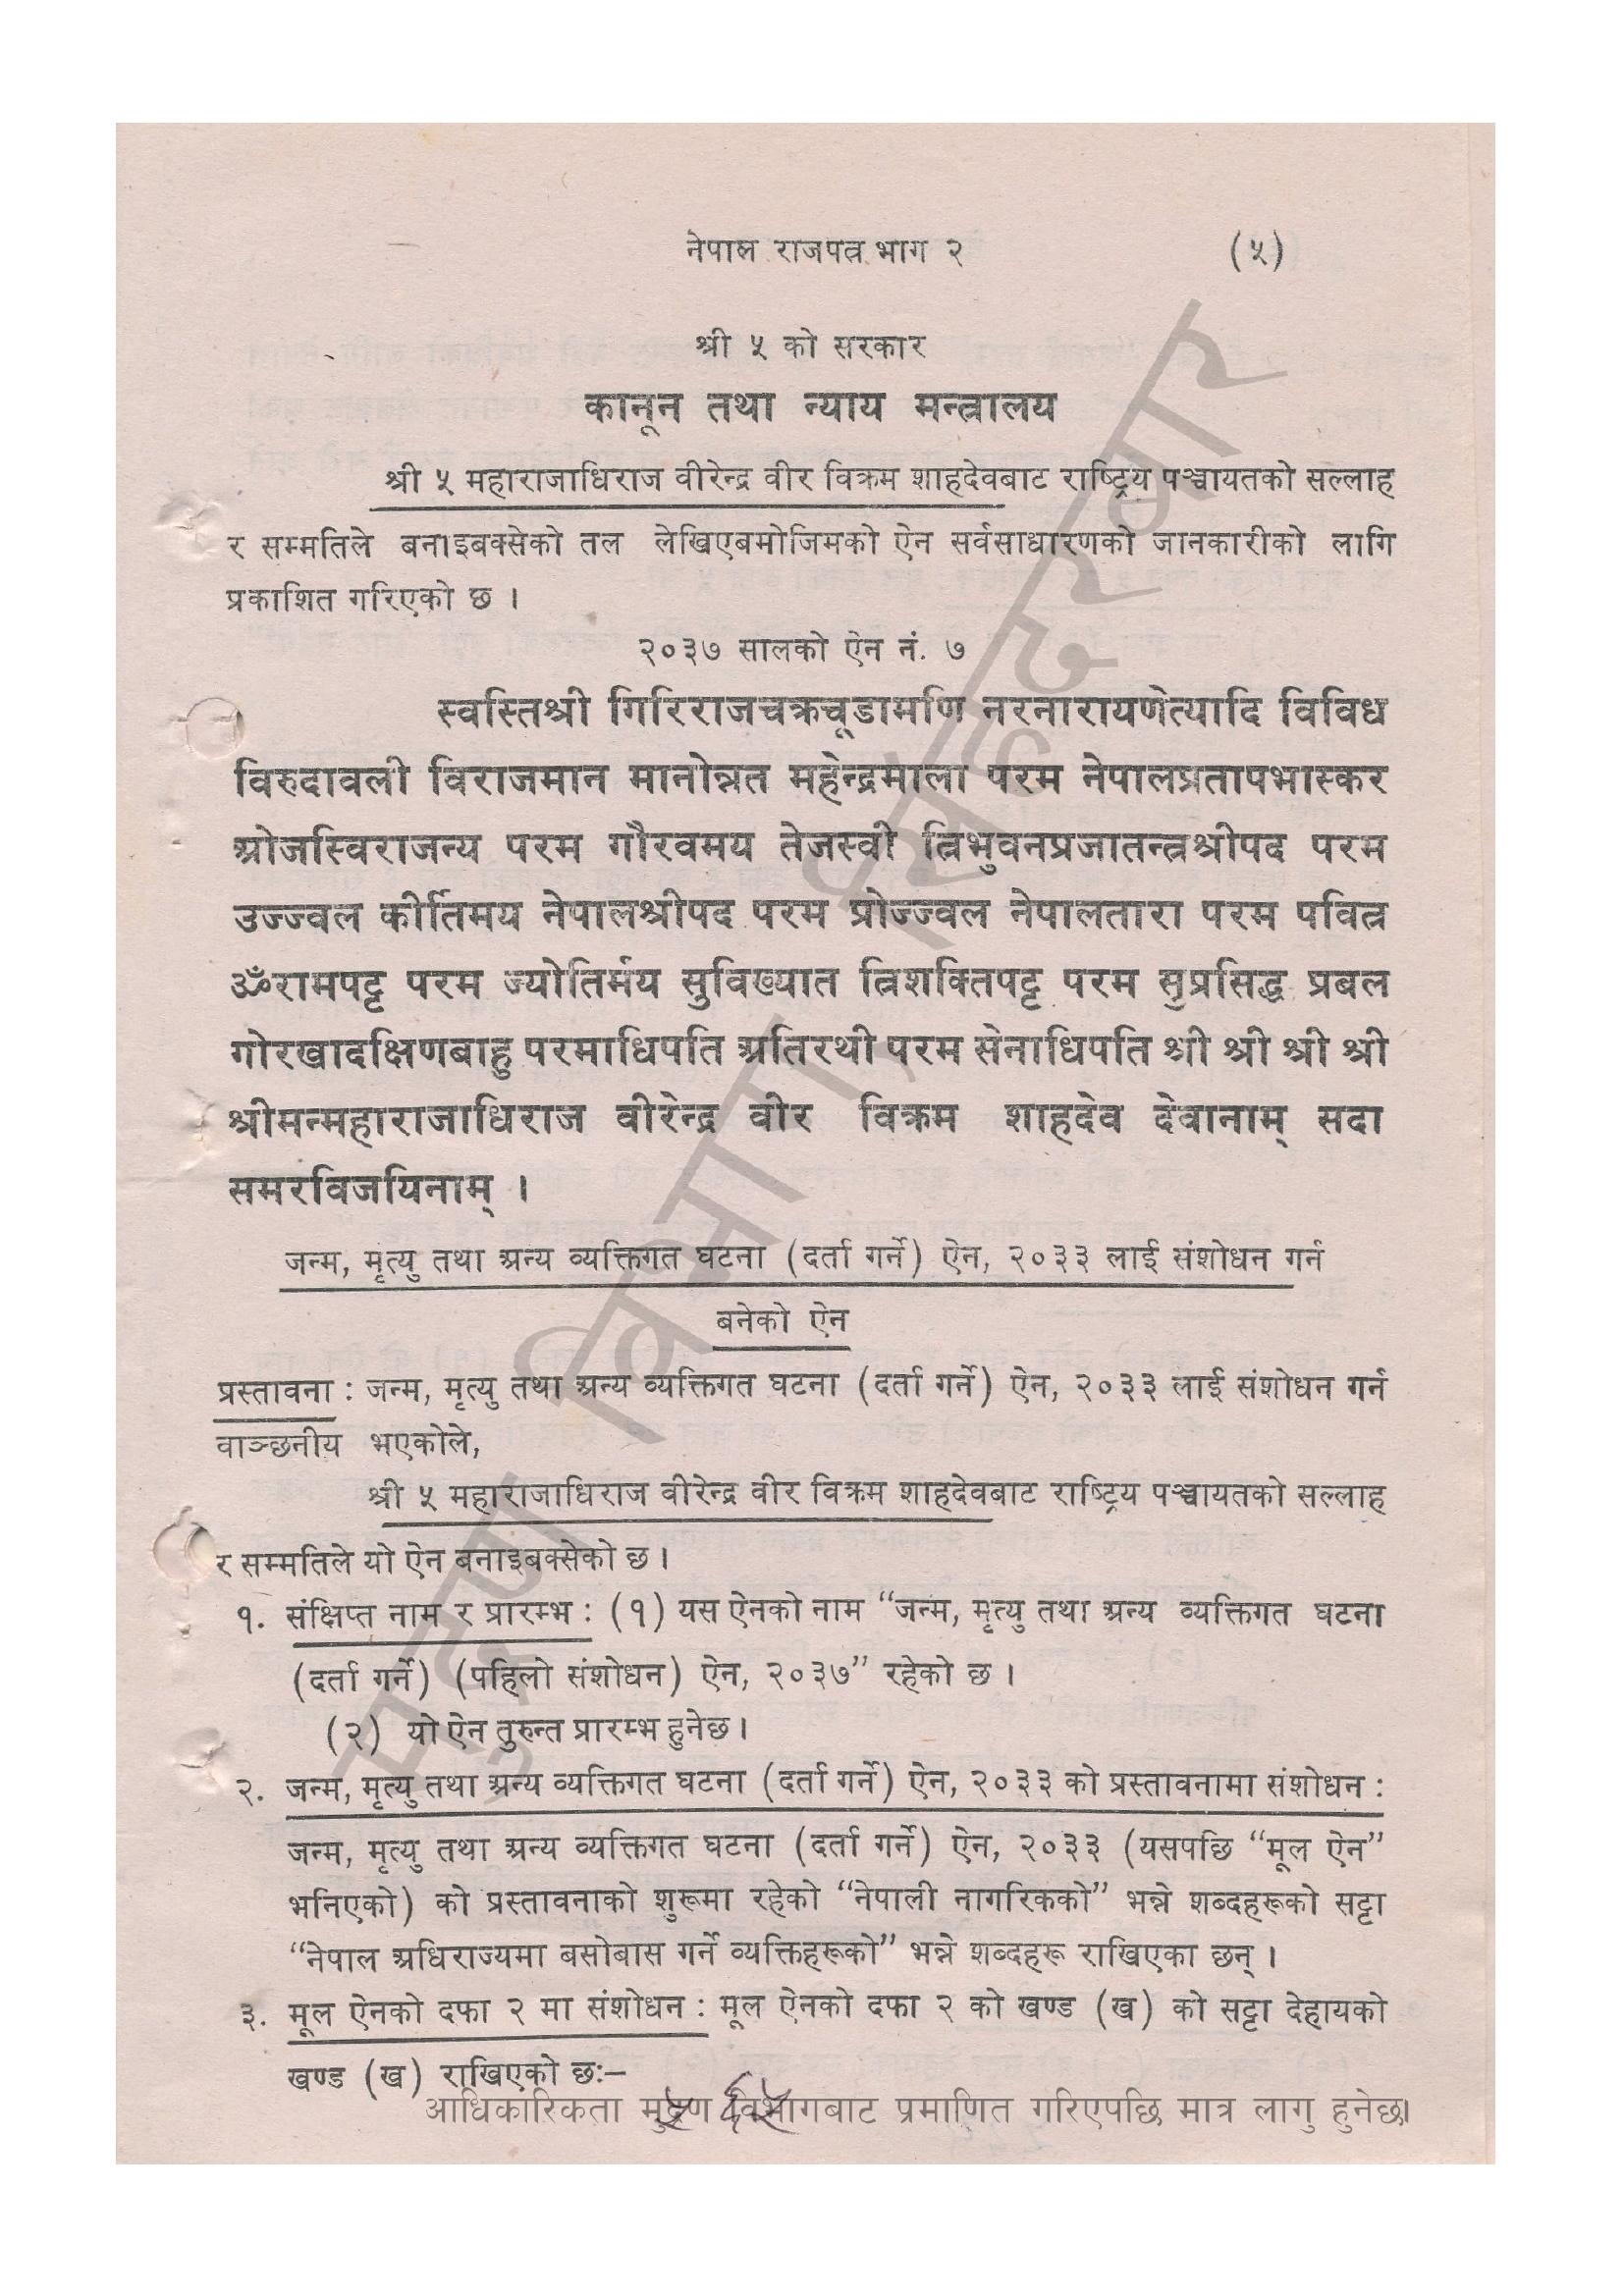 नेपाल राजपत्र भाग २ (५)
श्री ५ को सरकार
कानून तथा न्याय मन्त्रालय
श्री ५ महाराजाधिराज वीरेन्द्र वीर विक्रम शाहदेवबाट राष्ट्रिय पञ्चायतको सल्लाह
र सम्मतिले बनाइबक्सेको तल लेखिएबमोजिमको ऐन सर्वसाधारणको जानकारीको लागि
प्रकाशित गरिएको छ ।
२०३७ सालको ऐन नं. ७
स्वस्तिश्री गिरिराजचक्रचूडामणि नरनारायणेत्यादि विविध
विरुदावली विराजमान मानोन्नत महेन्द्रमाला परम नेपालप्रतापभास्कर
ओजस्विराजन्य परम गौरवमय तेजस्वी त्रिभुवनप्रजातन्त्रश्रीपद परम
उज्ज्वल कीर्तिमय नेपालश्रीपद परम प्रोज्ज्वल नेपालतारा परम पवित्र
ॐरामपट्ट परम ज्योतिर्मय सुविख्यात त्रिशक्तिपट्ट परम सुप्रसिद्ध प्रबल
गोरखादक्षिणबाहु परमाधिपति अतिरथी परम सेनाधिपति श्री श्री श्री श्री
श्रीमन्महाराजाधिराज वीरेन्द्र वीर विक्रम शाहदेव देवानाम् सदा
समरविजयिनाम् ।
जन्म, मृत्यु तथा अन्य व्यक्तिगत घटना (दर्ता गर्ने) ऐन, २०३३ लाई संशोधन गर्न
बनेको ऐन
प्रस्तावना : जन्म, मृत्यु तथा अन्य व्यक्तिगत घटना (दर्ता गर्ने) ऐन, २०३३ लाई संशोधन गर्न
वाञ्छनीय भएकोले,
श्री ५ महाराजाधिराज वीरेन्द्र वीर विक्रम शाहदेवबाट राष्ट्रिय पञ्चायतको सल्लाह
र सम्मतिले यो ऐन बनाइबक्सेको छ ।
१. संक्षिप्त नाम र प्रारम्भ : (१) यस ऐनको नाम “जन्म, मृत्यु तथा अन्य व्यक्तिगत घटना
(दर्ता गर्ने) (पहिलो संशोधन) ऐन, २०३७” रहेको छ ।
(२) यो ऐन तुरुन्त प्रारम्भ हुनेछ ।
२. जन्म, मृत्यु तथा अन्य व्यक्तिगत घटना (दर्ता गर्ने) ऐन, २०३३ को प्रस्तावनामा संशोधन :
जन्म, मृत्यु तथा अन्य व्यक्तिगत घटना (दर्ता गर्ने) ऐन, २०३३ (यसपछि “मूल ऐन”
भनिएको) को प्रस्तावनाको शुरूमा रहेको “नेपाली नागरिकको” भन्ने शब्दहरूको सट्टा
“नेपाल अधिराज्यमा बसोबास गर्ने व्यक्तिहरूको” भन्ने शब्दहरू राखिएका छन् ।
३. मूल ऐनको दफा २ मा संशोधन : मूल ऐनको दफा २ को खण्ड (ख) को सट्टा देहायको
खण्ड (ख) राखिएको छः–
आधिकारिकता मुद्रण विभागबाट प्रमाणित गरिएपछि मात्र लागु हुनेछ।
मुद्रण विभाग, सिंहदरबार